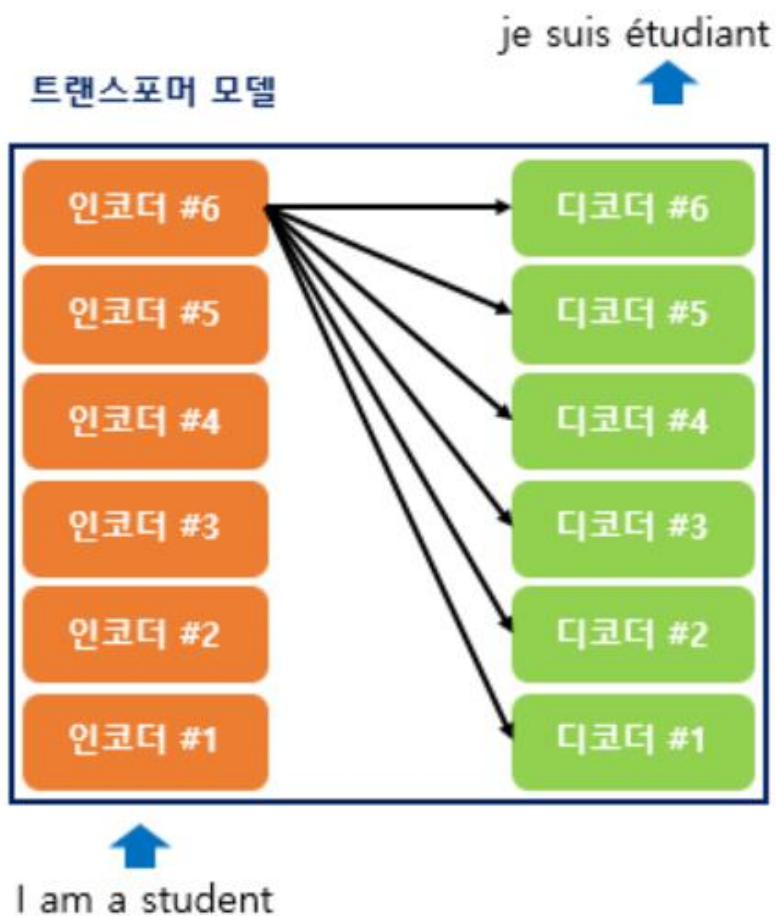 je suis étudiant
트랜스포머 모델
인코더 #6
디코더 #6
인코더 #5
디코더 #5
인코더 #4
디코더 #4
인코더 #3
디코더 #3
인코더 #2
디코더 #2
인코더 #1
디코더 #1
I am a student